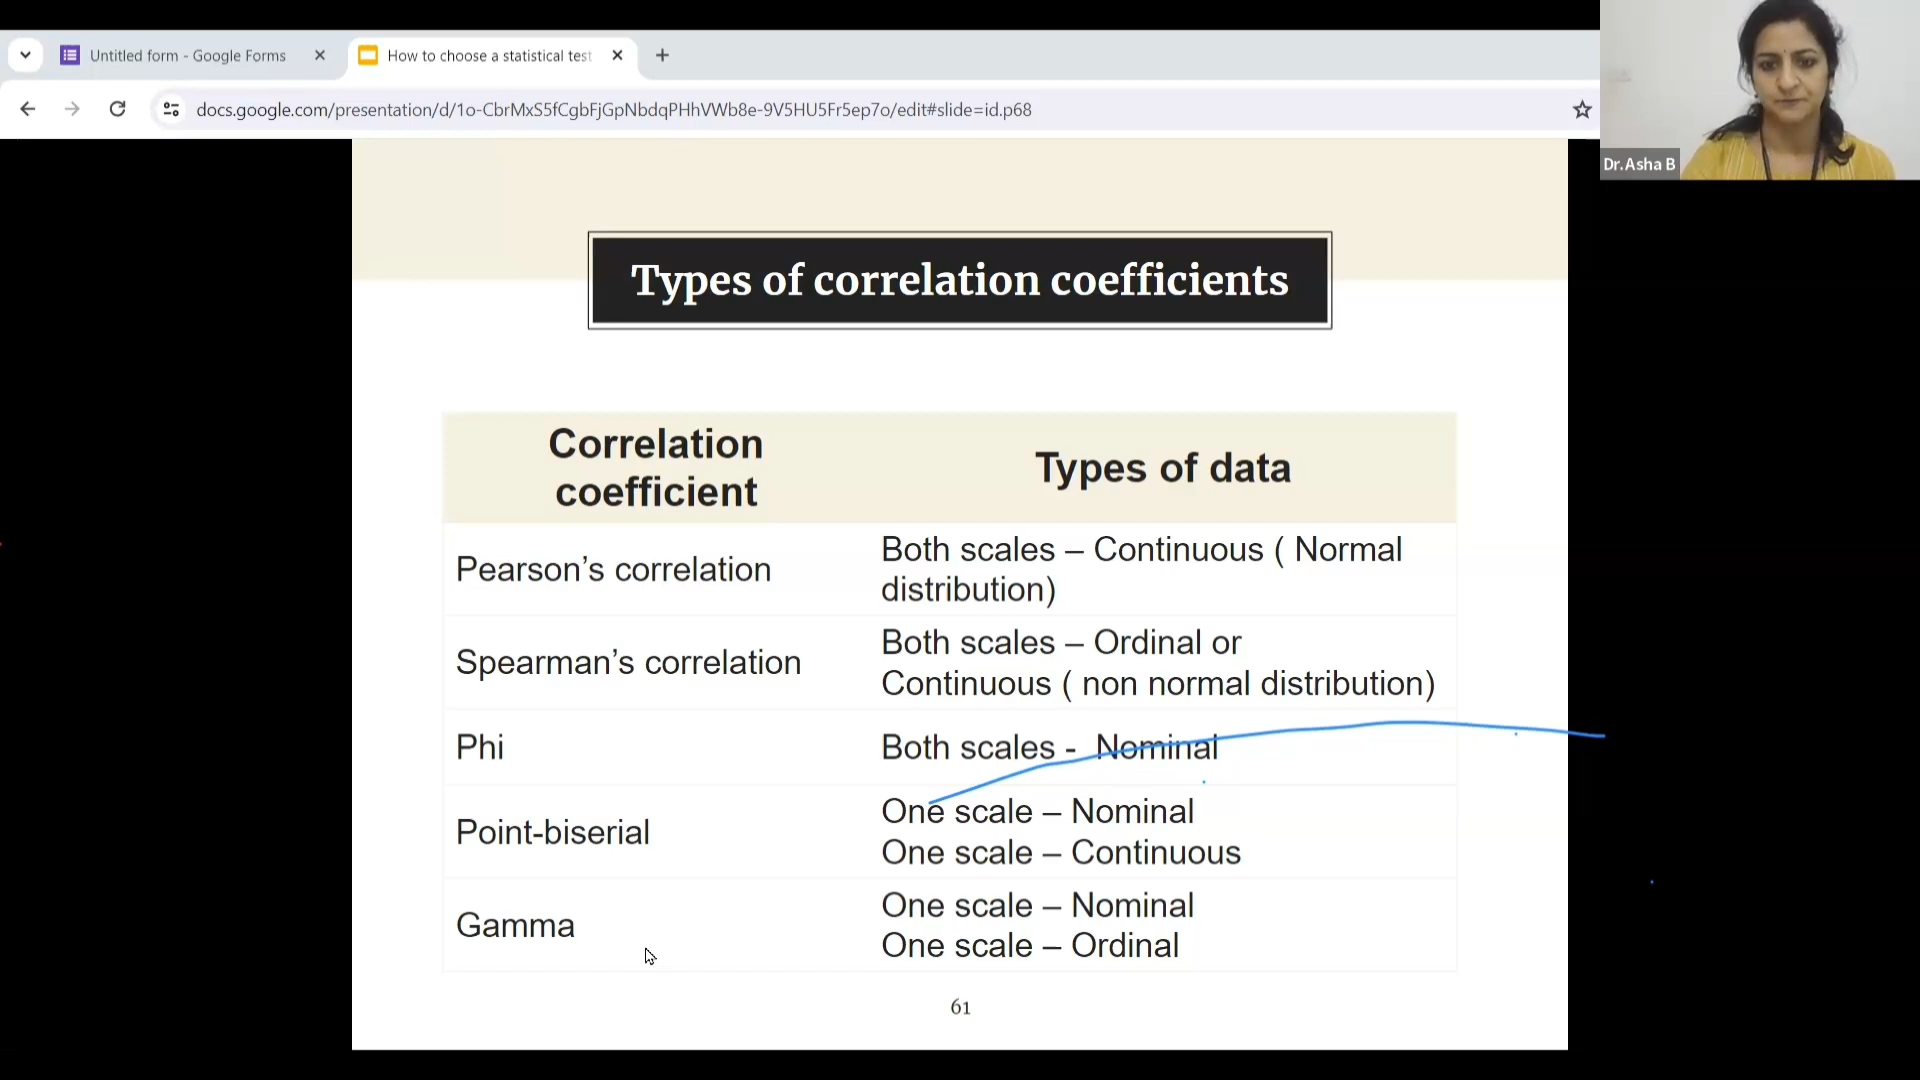 Untitled form - Google Forms
How to choose a statistical test
docs.google.com/presentation/d/1o-CbrMxS5fCgbFjGpNbdqPHhVWb8e-9V5HU5Fr5ep7o/edit#slide=id.p68
Dr.Asha B
Types of correlation coefficients
Correlation
coefficient
Types of data
Pearson’s correlation
Both scales – Continuous ( Normal
distribution)
Spearman’s correlation
Both scales – Ordinal or
Continuous ( non normal distribution)
Phi
Both scales - Nominal
Point-biserial
One scale – Nominal
One scale – Continuous
Gamma
One scale – Nominal
One scale – Ordinal
61